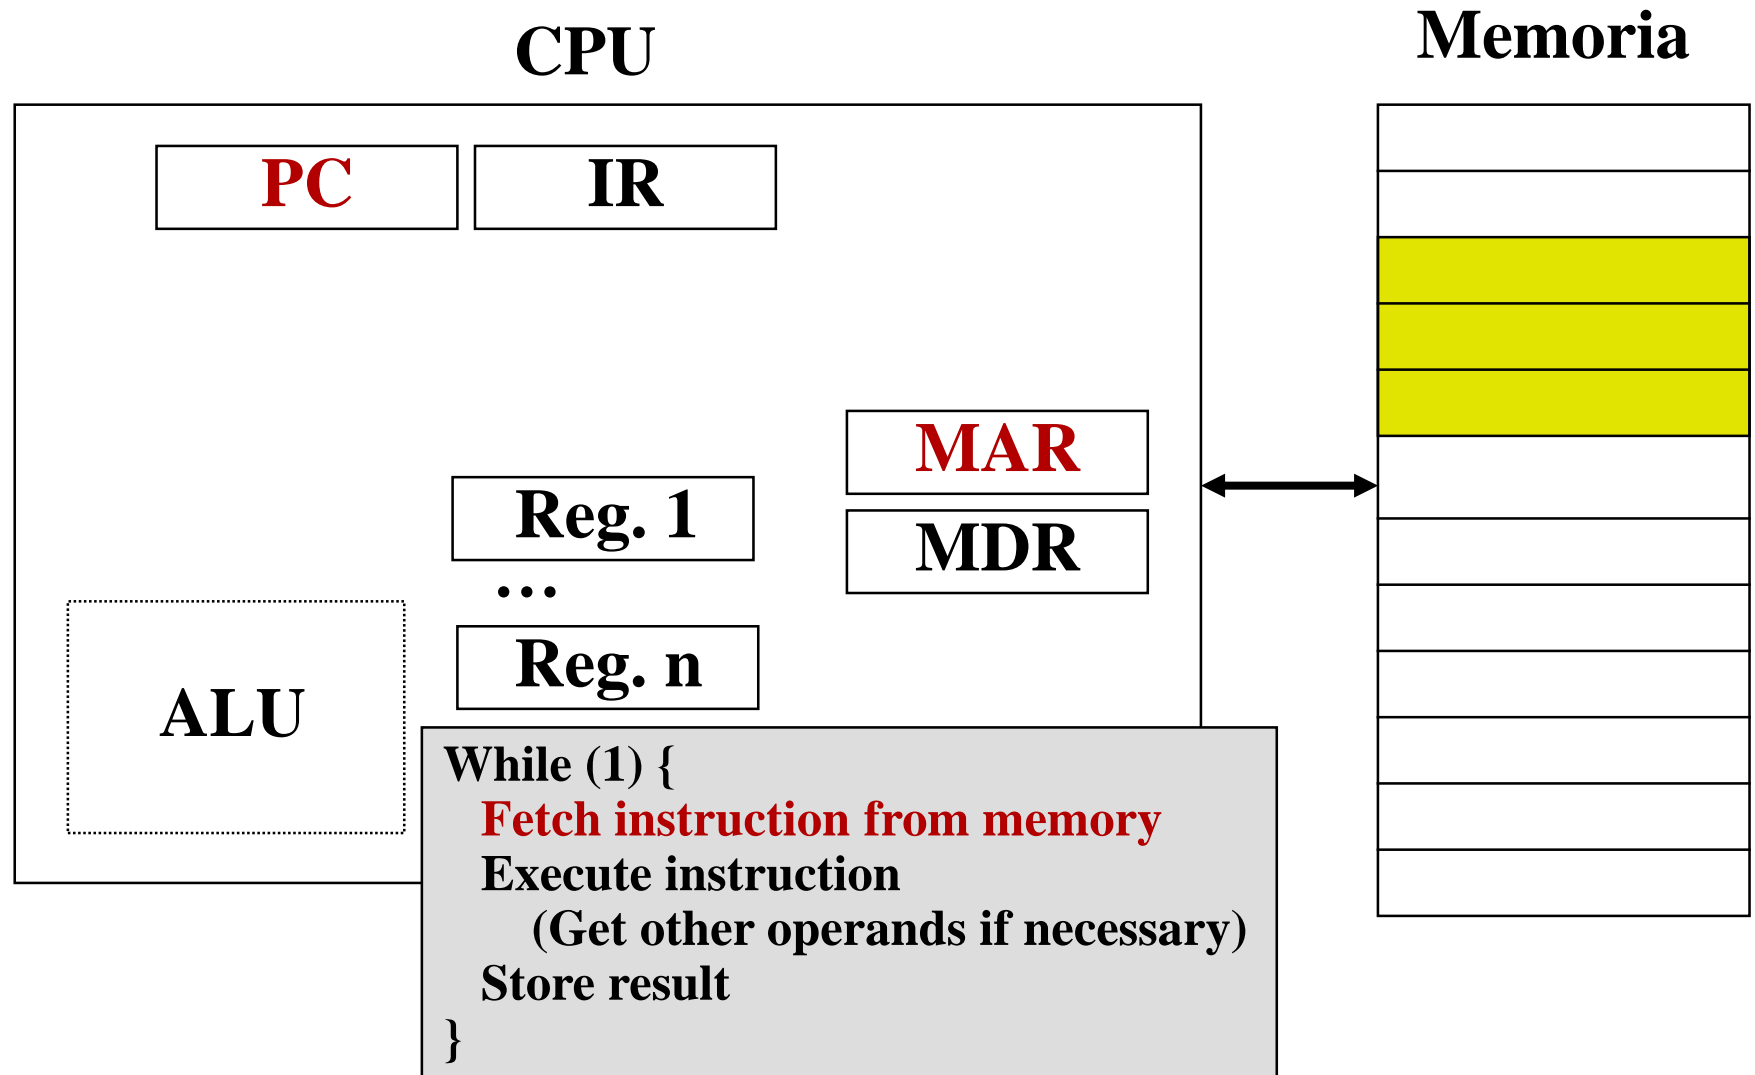 CPU
Memoria
PC
IR
MAR
Reg. 1
MDR
...
Reg. n
ALU
While (1) {
Fetch instruction from memory
Execute instruction
(Get other operands if necessary)
Store result
}